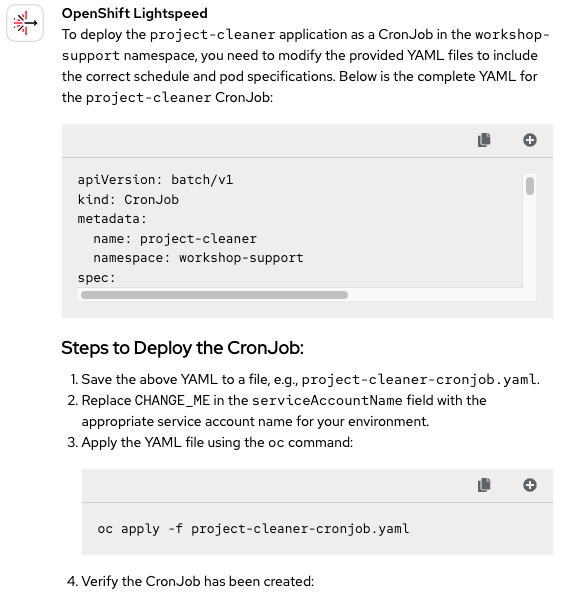 OpenShift Lightspeed
To deploy the project-cleaner application as a CronJob in the workshop-
support namespace, you need to modify the provided YAML files to include
the correct schedule and pod specifications. Below is the complete YAML for
the project-cleaner CronJob:
apiVersion: batch/v1
kind: CronJob
metadata:
  name: project-cleaner
  namespace: workshop-support
spec:
Steps to Deploy the CronJob:
1. Save the above YAML to a file, e.g., project-cleaner-cronjob.yaml.
2. Replace CHANGE_ME in the serviceAccountName field with the
appropriate service account name for your environment.
3. Apply the YAML file using the oc command:
oc apply -f project-cleaner-cronjob.yaml
4. Verify the CronJob has been created: